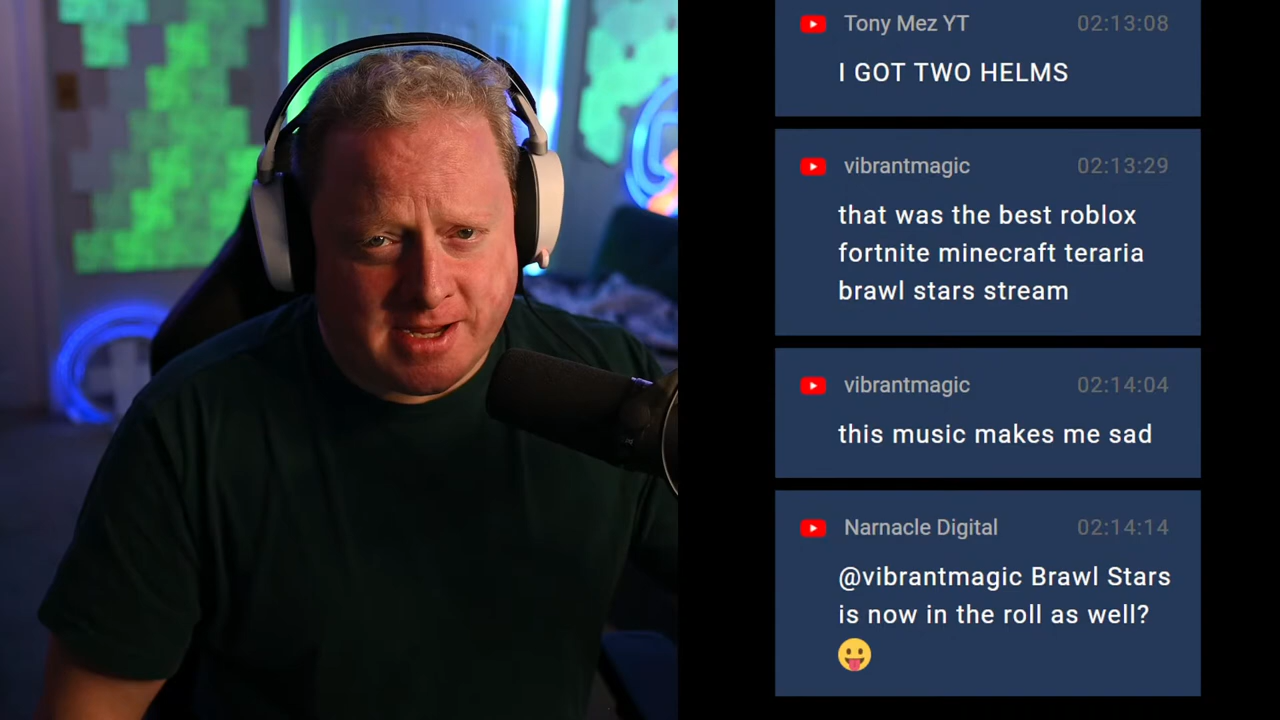 Tony Mez YT 02:13:08
I GOT TWO HELMS
vibrantmagic 02:13:29
that was the best roblox
fortnite minecraft teraria
brawl stars stream
vibrantmagic 02:14:04
this music makes me sad
Narnacle Digital 02:14:14
@vibrantmagic Brawl Stars
is now in the roll as well?
😛